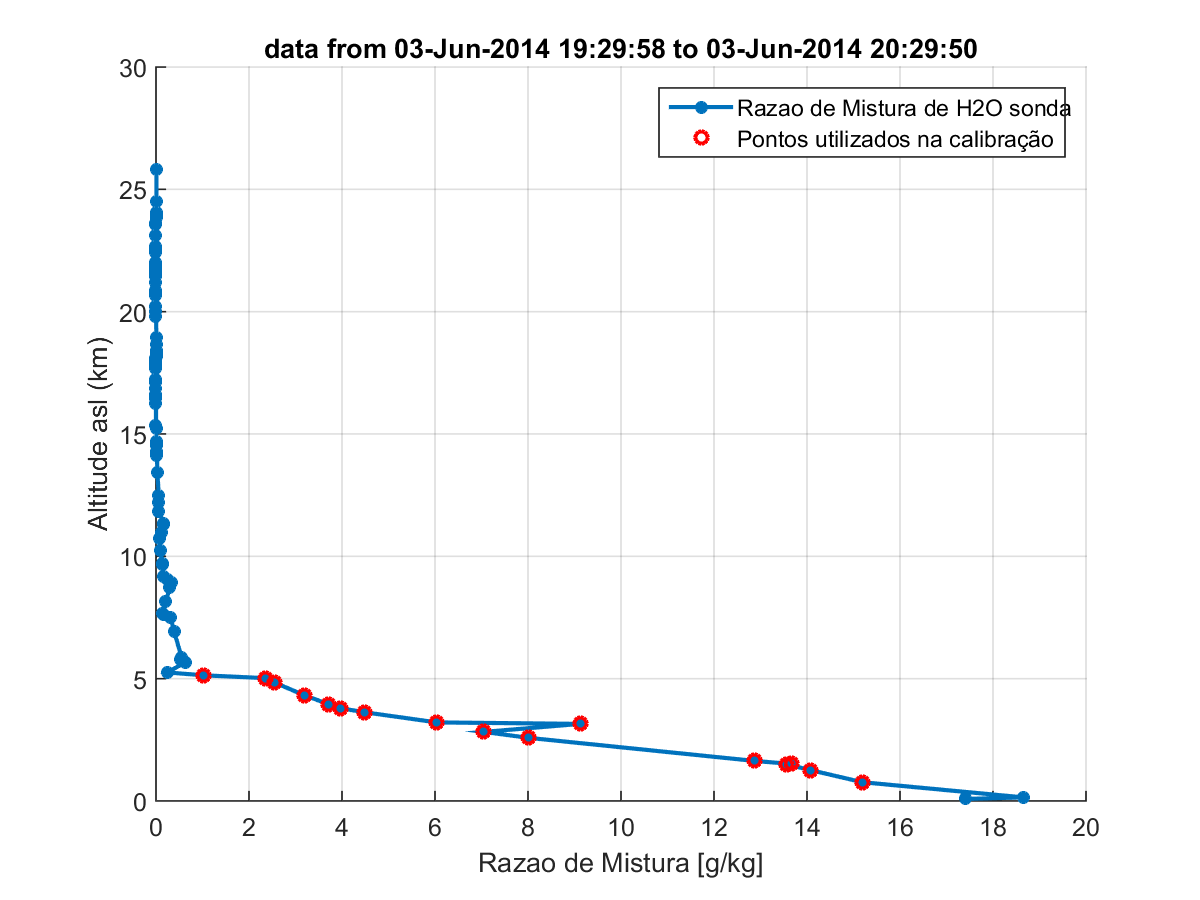 data from 03-Jun-2014 19:29:58 to 03-Jun-2014 20:29:50
Razao de Mistura de H2O sonda
Pontos utilizados na calibração
30
25
20
15
10
5
0
Altitude asl (km)
0 2 4 6 8 10 12 14 16 18 20
Razao de Mistura [g/kg]